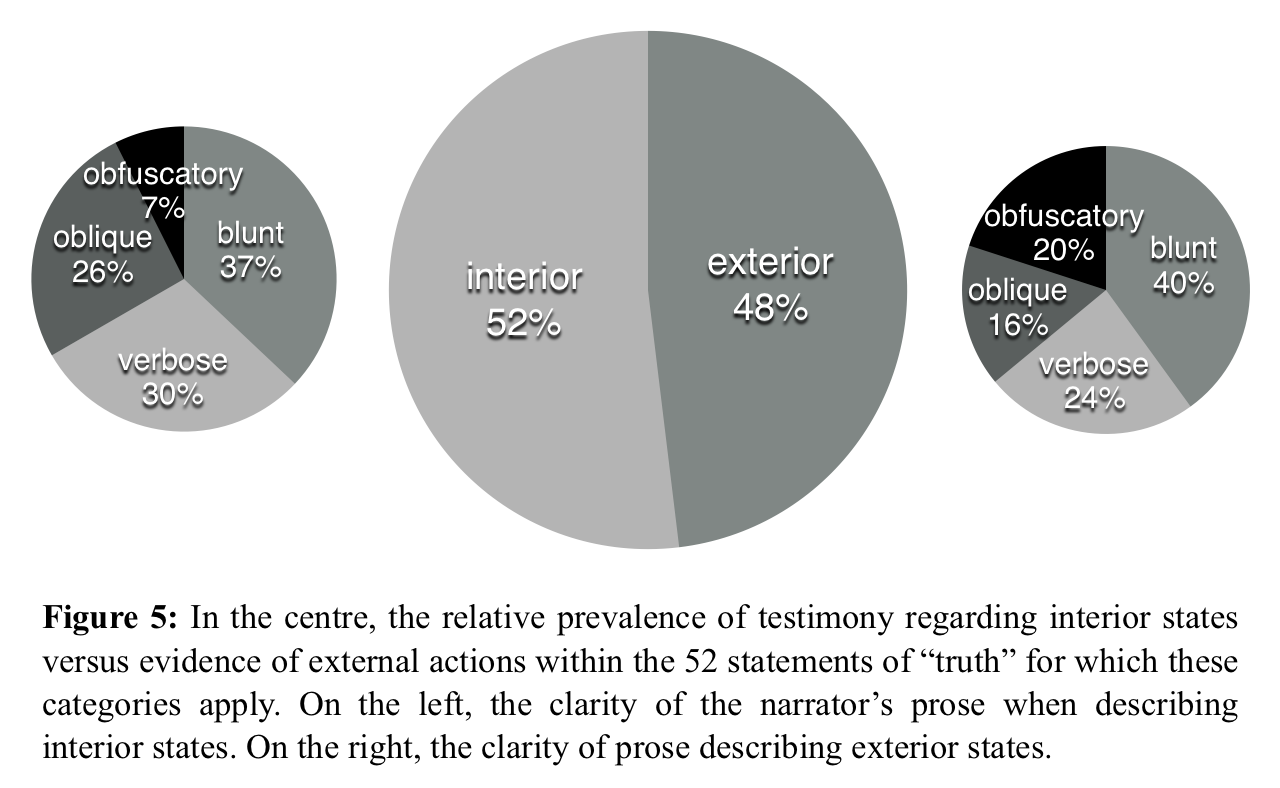 obfuscatory
7%
oblique
26%
blunt
37%
verbose
30%
interior
52%
exterior
48%
obfuscatory
20%
blunt
40%
oblique
16%
verbose
24%
Figure 5: In the centre, the relative prevalence of testimony regarding interior states
versus evidence of external actions within the 52 statements of “truth” for which these
categories apply. On the left, the clarity of the narrator’s prose when describing
interior states. On the right, the clarity of prose describing exterior states.